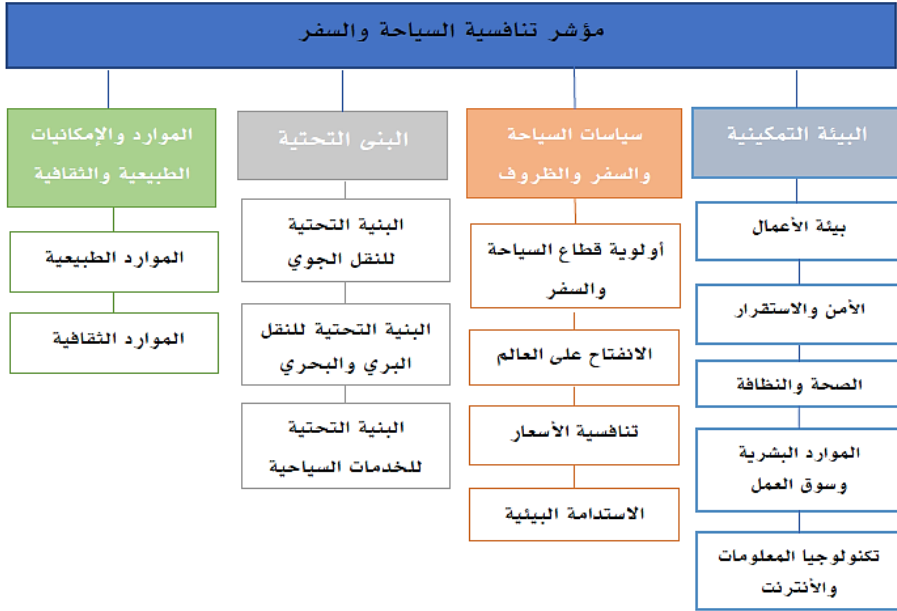 مؤشر تنافسية السياحة والسفر
البيئة التمكينية
بيئة الأعمال
الأمن والاستقرار
الصحة والنظافة
الموارد البشرية
وسوق العمل
تكنولوجيا المعلومات
والأنترنت
سياسات السياحة
والسفر والظروف
أولوية قطاع السياحة
والسفر
الانفتاح على العالم
تنافسية الأسعار
الاستدامة البيئية
البنى التحتية
البنية التحتية
للنقل الجوي
البنية التحتية للنقل
البري والبحري
البنية التحتية
للخدمات السياحية
الموارد والإمكانيات
الطبيعية والثقافية
الموارد الطبيعية
الموارد الثقافية